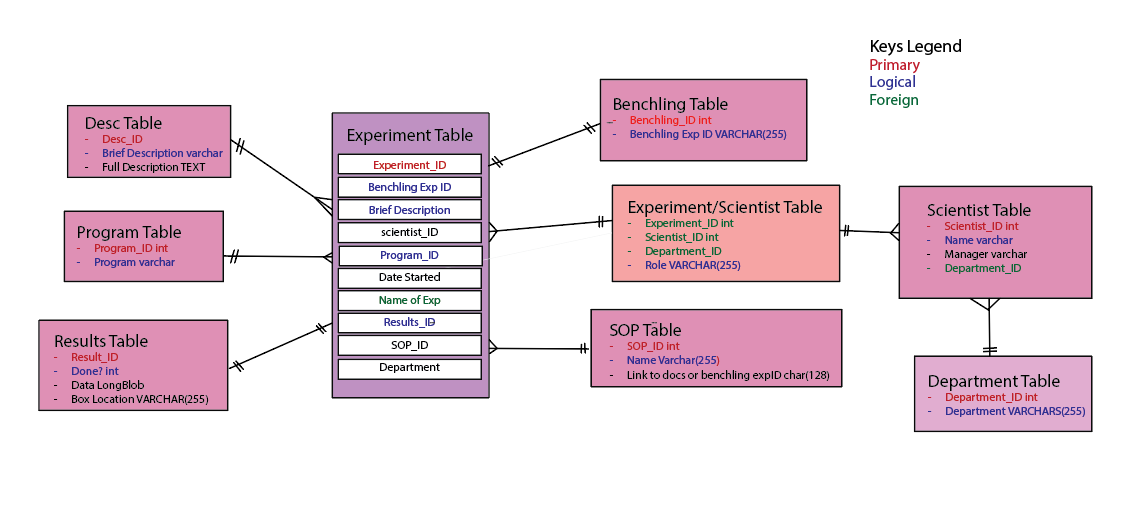 Keys Legend
Primary
Logical
Foreign
Desc Table
- Desc_ID
- Brief Description varchar
- Full Description TEXT
Program Table
- Program_ID int
- Program varchar
Results Table
- Result_ID
- Done? int
- Data LongBlob
- Box Location VARCHAR(255)
Experiment Table
Experiment_ID
Benchling Exp ID
Brief Description
scientist_ID
Program_ID
Date Started
Name of Exp
Results_ID
SOP_ID
Department
Benchling Table
- Benchling_ID int
- Benchling Exp ID VARCHAR(255)
Experiment/Scientist Table
- Experiment_ID int
- Scientist_ID int
- Department_ID
- Role VARCHAR(255)
SOP Table
- SOP_ID int
- Name Varchar(255)
- Link to docs or benchling expID char(128)
Scientist Table
- Scientist_ID int
- Name varchar
- Manager varchar
- Department_ID
Department Table
- Department_ID int
- Department VARCHARS(255)